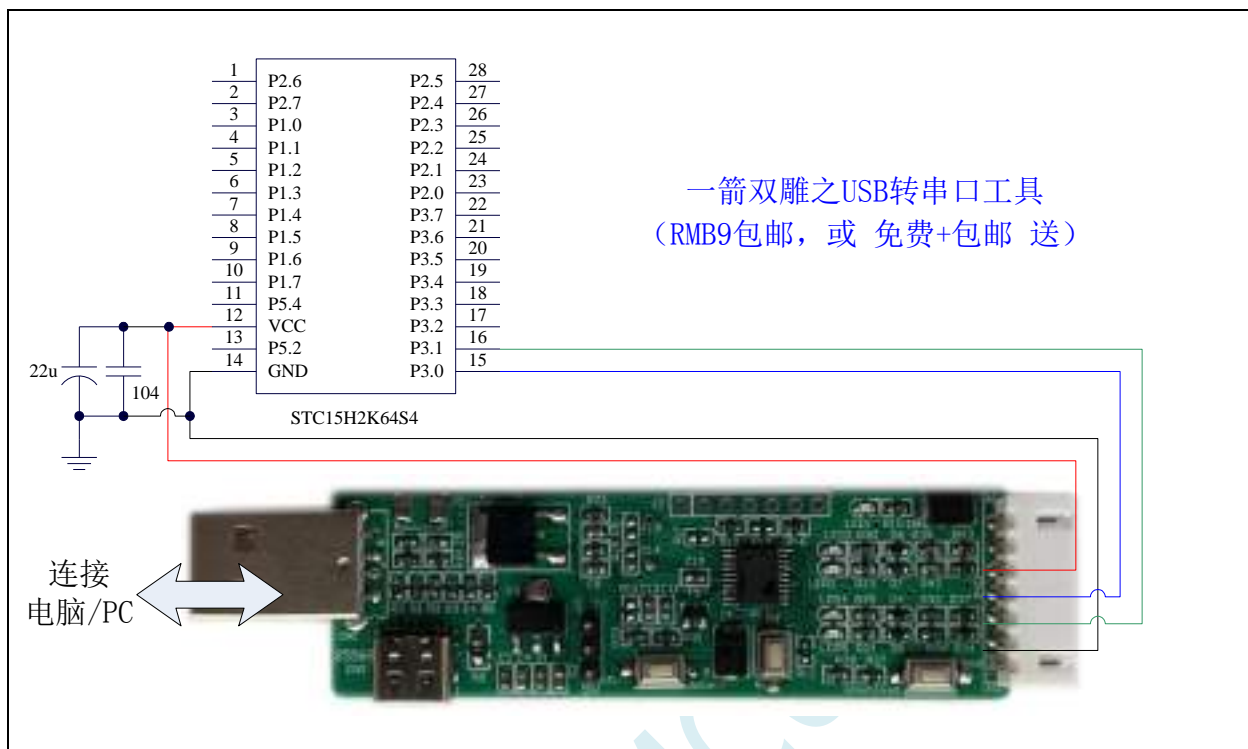 1 P2.6 P2.5 28
2 P2.7 P2.4 27
3 P1.0 P2.3 26
4 P1.1 P2.2 25
5 P1.2 P2.1 24
6 P1.3 P2.0 23
7 P1.4 P3.7 22
8 P1.5 P3.6 21
9 P1.6 P3.5 20
10 P1.7 P3.4 19
11 P5.4 P3.3 18
12 VCC P3.2 17
13 P5.2 P3.1 16
14 GND P3.0 15
STC15H2K64S4
22u
104
一箭双雕之USB转串口工具
（RMB9包邮，或 免费+包邮 送）
连接
电脑/PC